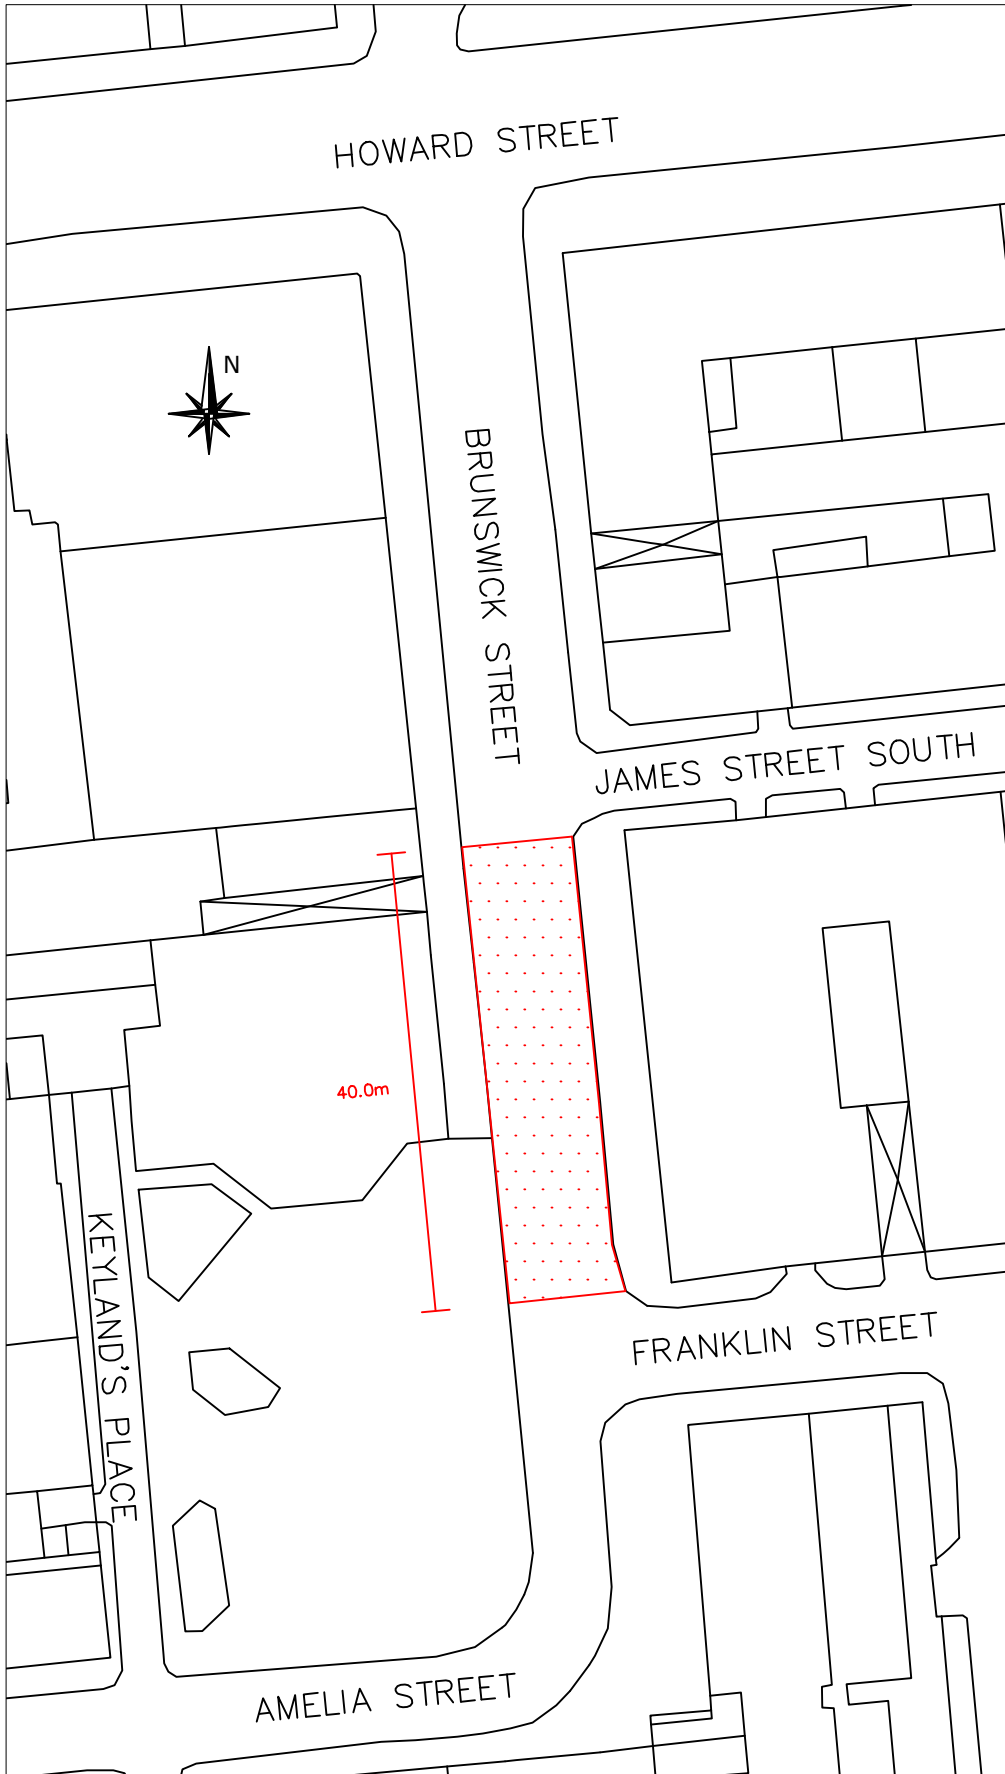 HOWARD STREET
N
BRUNSWICK STREET
JAMES STREET SOUTH
40.0m
KEYLAND'S PLACE
FRANKLIN STREET
AMELIA STREET